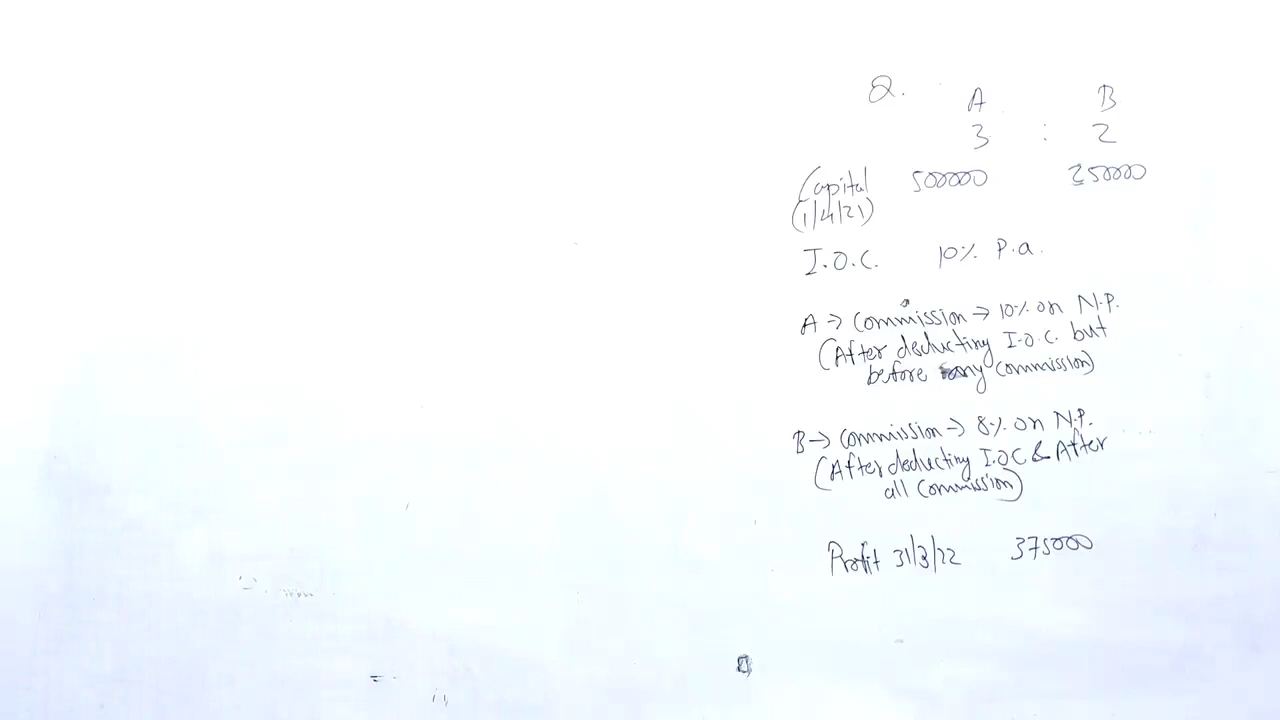 Q. A B
3 : 2
Capital 500000 250000
(1/4/21)
I.O.C. 10% P.a.
A → Commission → 10% on N.P.
(After deducting I.O.C. but
before any commission)
B → Commission → 8% on N.P.
(After deducting I.O.C & After
all Commission)
Profit 31/3/22 375000